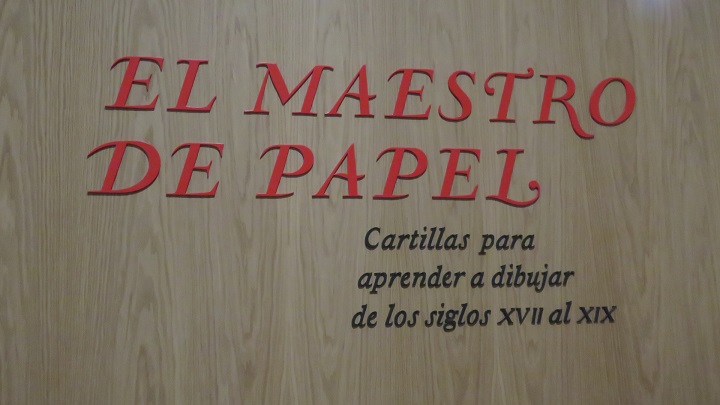 EL MAESTRO
DE PAPEL
Cartillas para
aprender a dibujar
de los siglos XVII al XIX